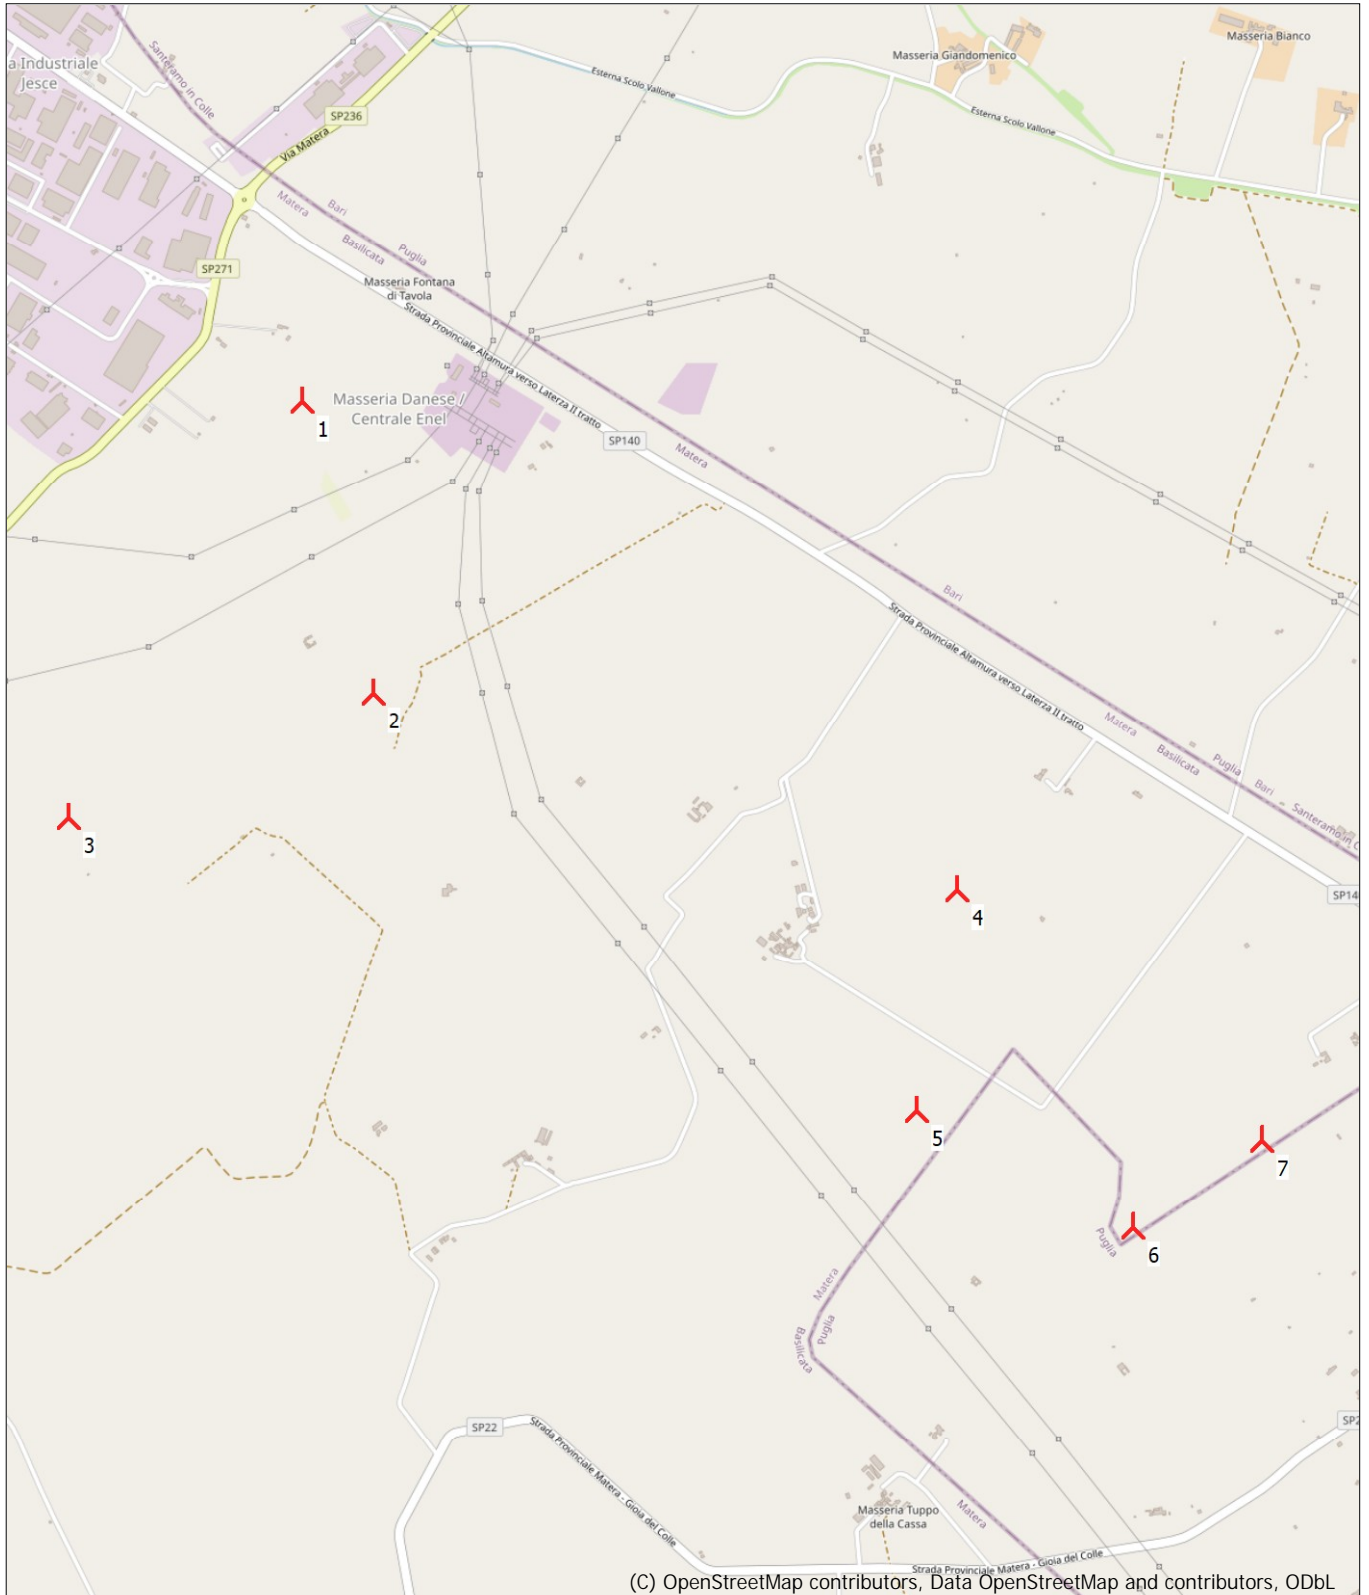 a Industriale
Jesce
Santeramo in Colle
SP236
Via Matera
Esterna Scolo Vallone
Masseria Giandomenico
Masseria Bianco
Esterna Scolo Vallone
Bari
Matera
Puglia
Basilicata
SP271
Masseria Fontana
di Tavola
Strada Provinciale Altamura verso Laterza II tratto
Masseria Danese /
Centrale Enel
1
SP140
Matera
Bari
Strada Provinciale Altamura verso Laterza II tratto
2
Matera
Basilicata
Puglia
Bari
Santeramo in C
3
4
SP14
5
7
Puglia
6
Matera
Puglia
Basilicata
SP22
SP2
Strada Provinciale Matera - Gioia del Colle
Masseria Tuppo
della Cassa
Matera
Strada Provinciale Matera - Gioia del Colle
(C) OpenStreetMap contributors, Data OpenStreetMap and contributors, ODbL